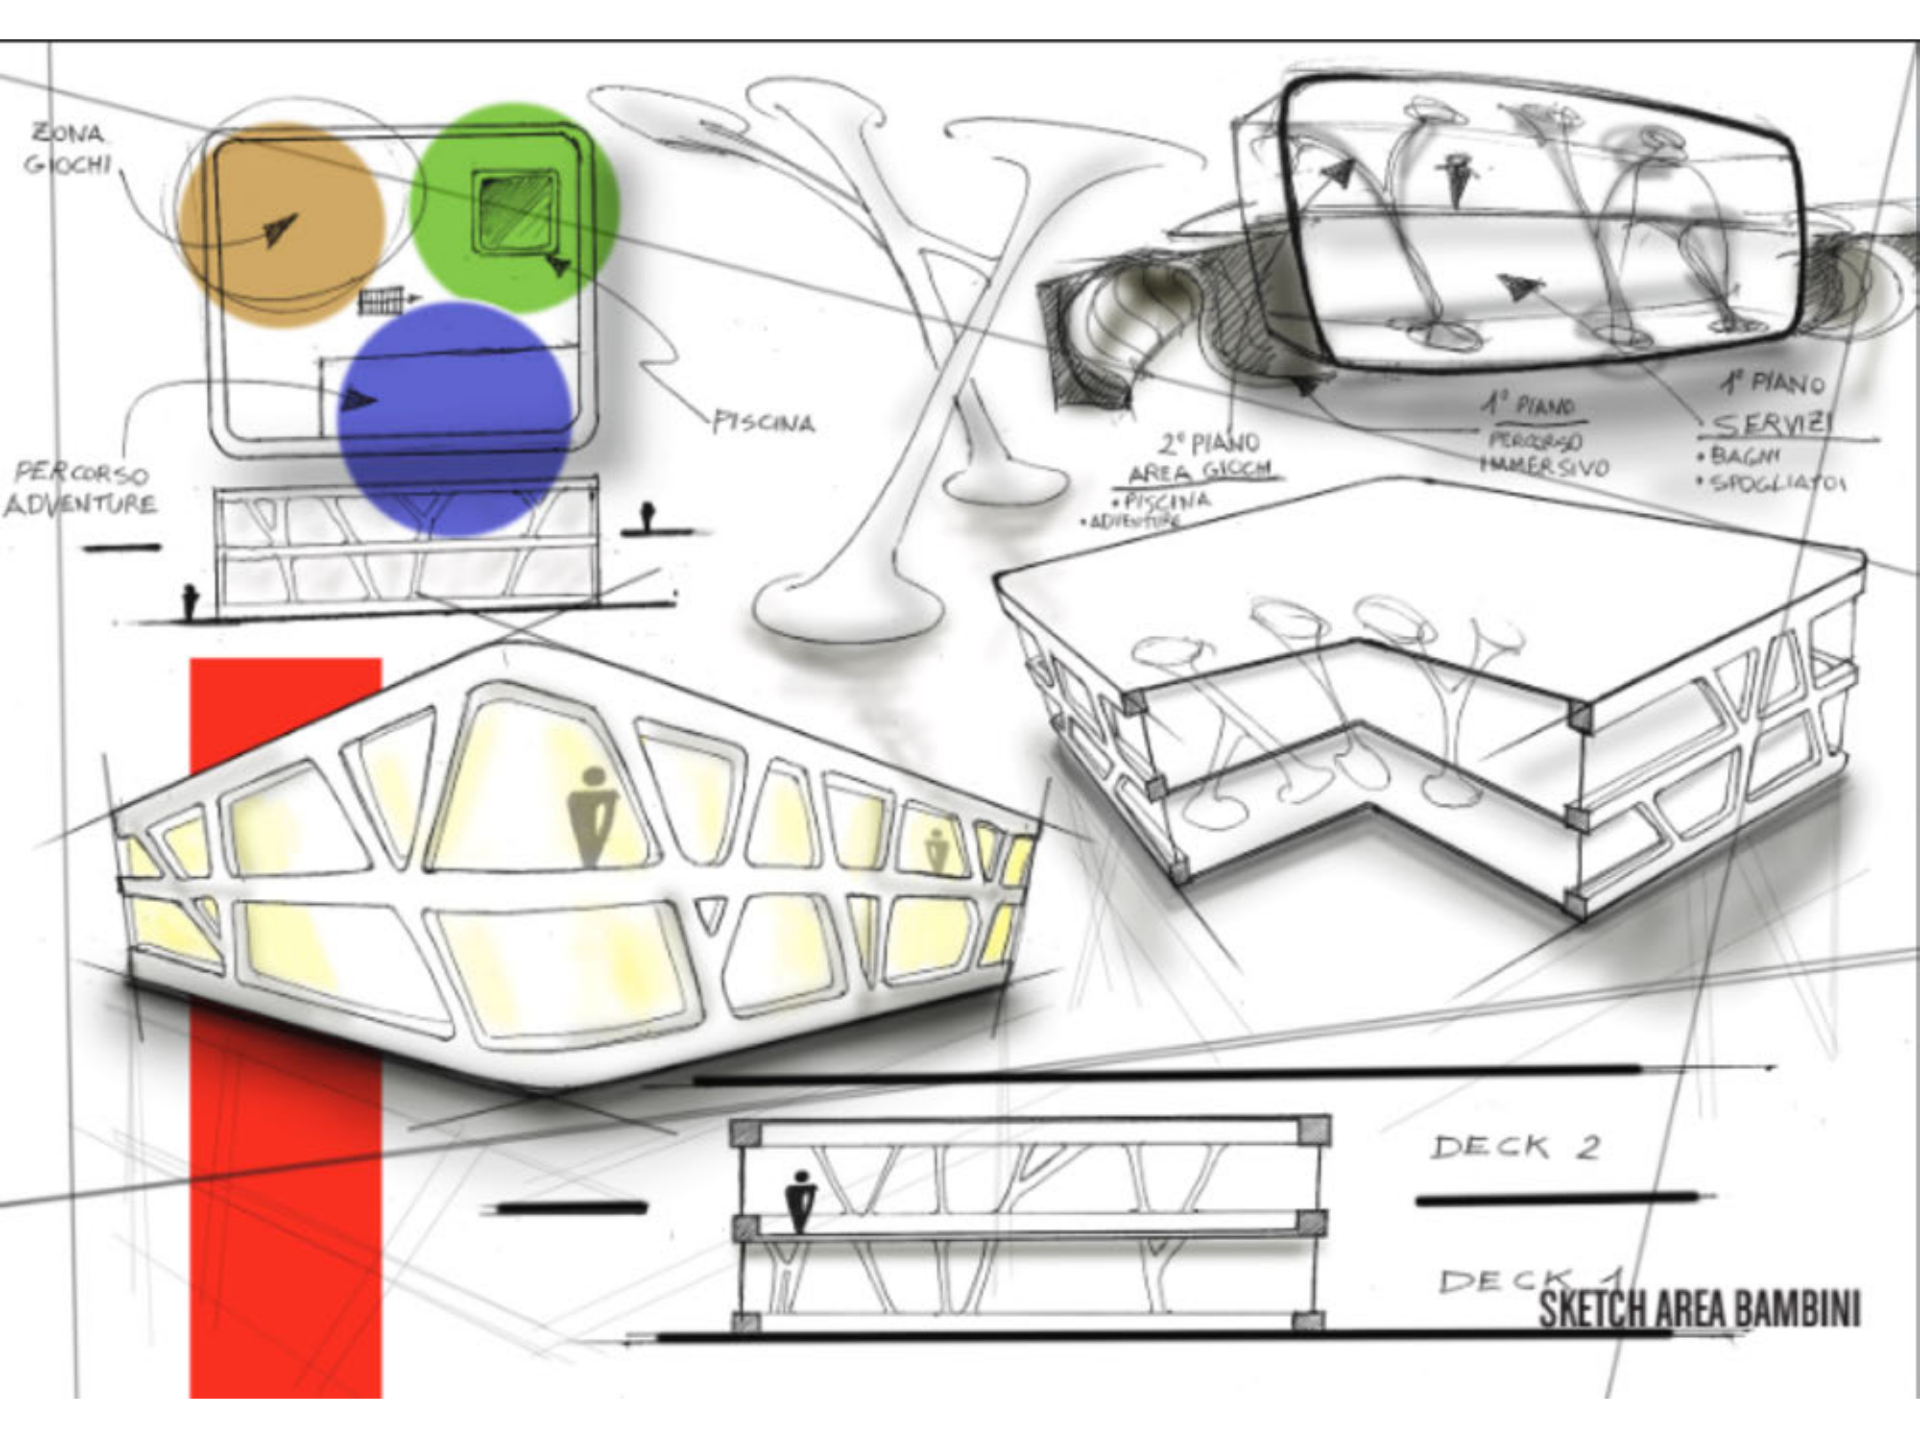 ZONA
GIOCHI
PERCORSO
ADVENTURE
PISCINA
2° PIANO
AREA GIOCHI
• PISCINA
• ADVENTURE
1° PIANO
PERCORSO
IMMERSIVO
1° PIANO
SERVIZI
• BAGNI
• SPOGLIATOI
DECK 2
DECK 1
SKETCH AREA BAMBINI